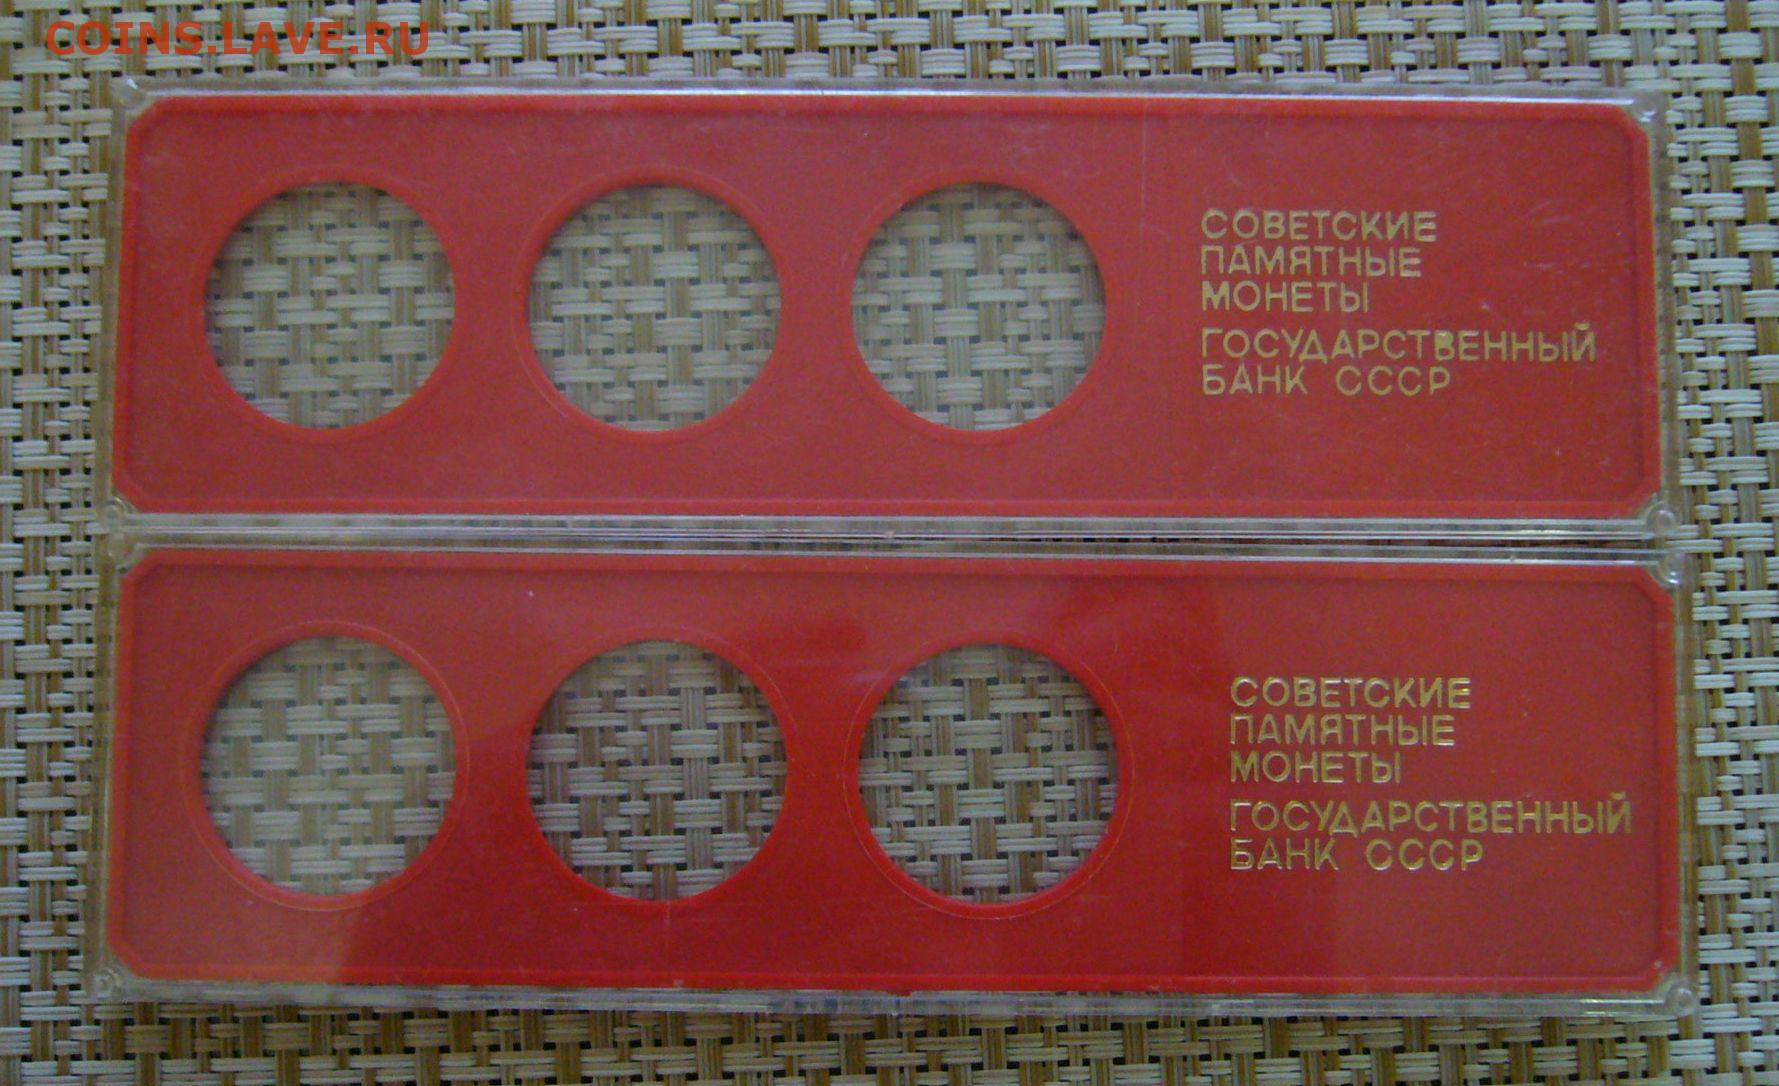 COINS.LAVE.RU
СОВЕТСКИЕ
ПАМЯТНЫЕ
МОНЕТЫ
ГОСУДАРСТВЕННЫЙ
БАНК СССР
СОВЕТСКИЕ
ПАМЯТНЫЕ
МОНЕТЫ
ГОСУДАРСТВЕННЫЙ
БАНК СССР